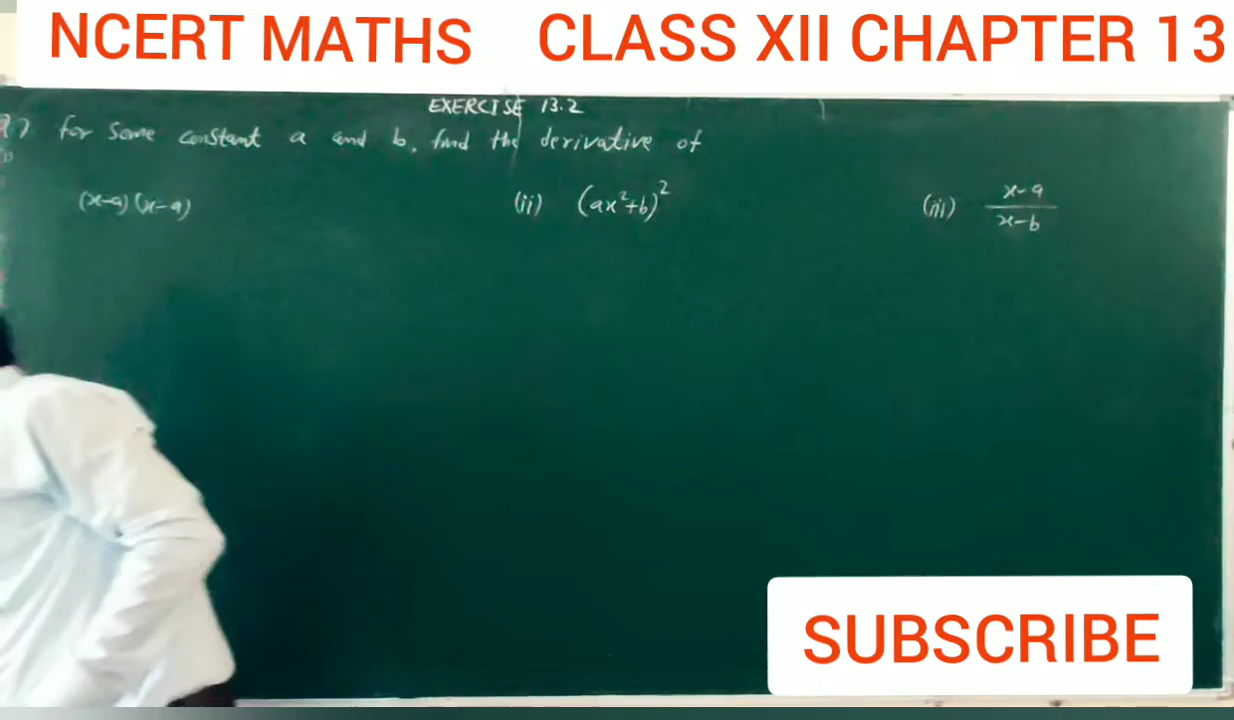 NCERT MATHS CLASS XII CHAPTER 13
EXERCISE 13.2
7) for some constant a and b, find the derivative of
(x-a) (x-a) (ii) (ax²+b)² (iii) x-a / x-b
SUBSCRIBE